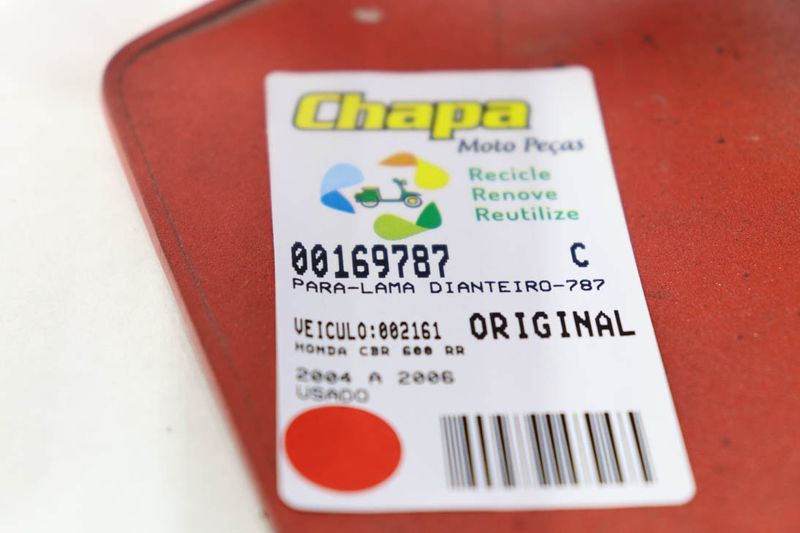 Chapa
Moto Peças
Recicle
Renove
Reutilize
00169787 C
PARA-LAMA DIANTEIRO-787
VEICULO:002161 ORIGINAL
HONDA CBR 600 RR
2004 A 2006
USADO